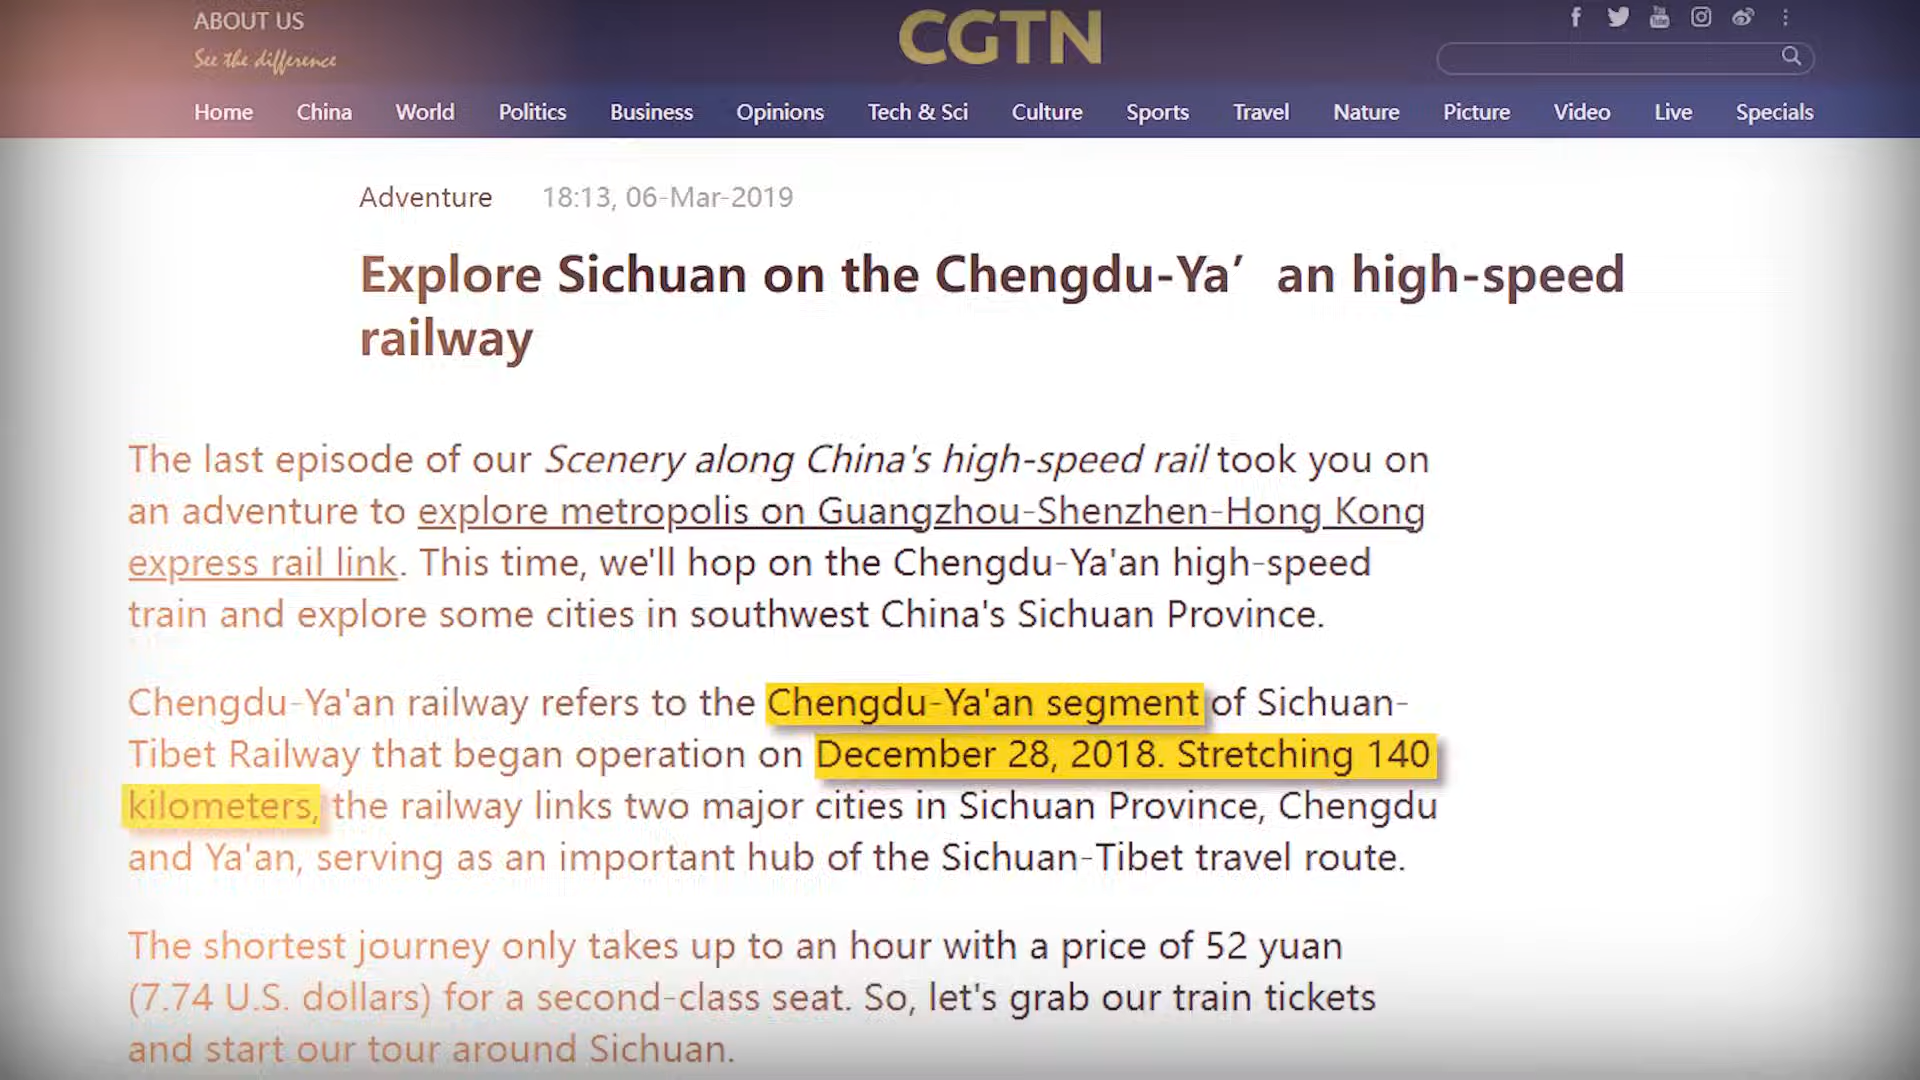 ABOUT US
See the difference
CGTN
Home China World Politics Business Opinions Tech & Sci Culture Sports Travel Nature Picture Video Live Specials
Adventure 18:13, 06-Mar-2019
Explore Sichuan on the Chengdu-Ya’ an high-speed
railway
The last episode of our Scenery along China's high-speed rail took you on
an adventure to explore metropolis on Guangzhou-Shenzhen-Hong Kong
express rail link. This time, we'll hop on the Chengdu-Ya'an high-speed
train and explore some cities in southwest China's Sichuan Province.
Chengdu-Ya'an railway refers to the Chengdu-Ya'an segment of Sichuan-
Tibet Railway that began operation on December 28, 2018. Stretching 140
kilometers, the railway links two major cities in Sichuan Province, Chengdu
and Ya'an, serving as an important hub of the Sichuan-Tibet travel route.
The shortest journey only takes up to an hour with a price of 52 yuan
(7.74 U.S. dollars) for a second-class seat. So, let's grab our train tickets
and start our tour around Sichuan.